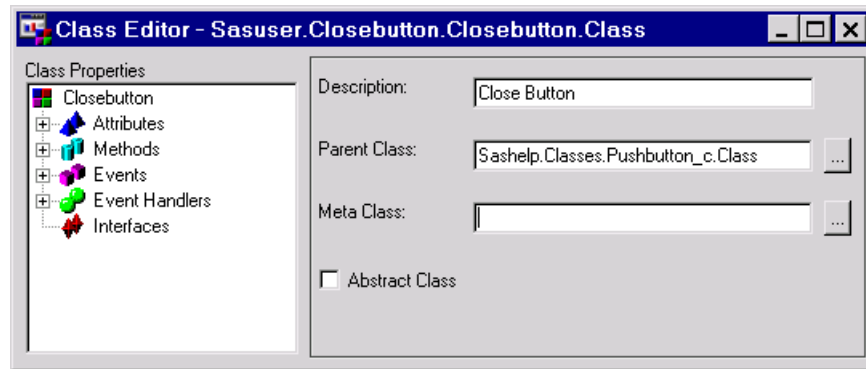 Class Editor - Sasuser.Closebutton.Closebutton.Class
Class Properties
Closebutton
Attributes
Methods
Events
Event Handlers
Interfaces
Description:
Close Button
Parent Class:
Sashelp.Classes.Pushbutton_c.Class
...
Meta Class:
...
Abstract Class